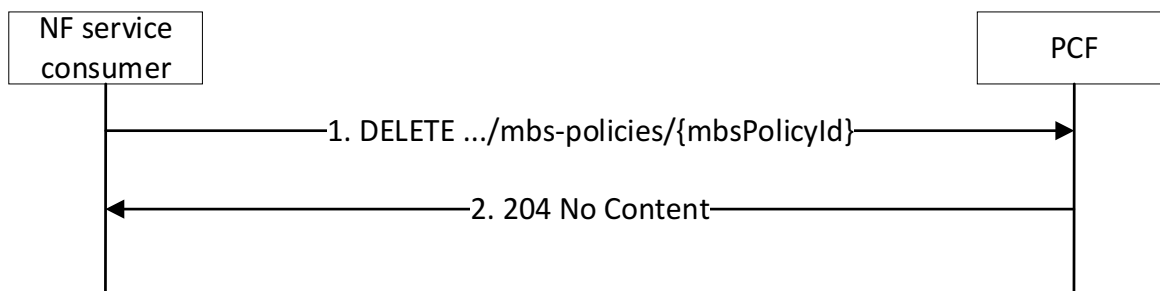 NF service
consumer
PCF
1. DELETE .../mbs-policies/{mbsPolicyId}
2. 204 No Content